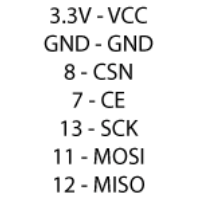 3.3V - VCC
GND - GND
8 - CSN
7 - CE
13 - SCK
11 - MOSI
12 - MISO